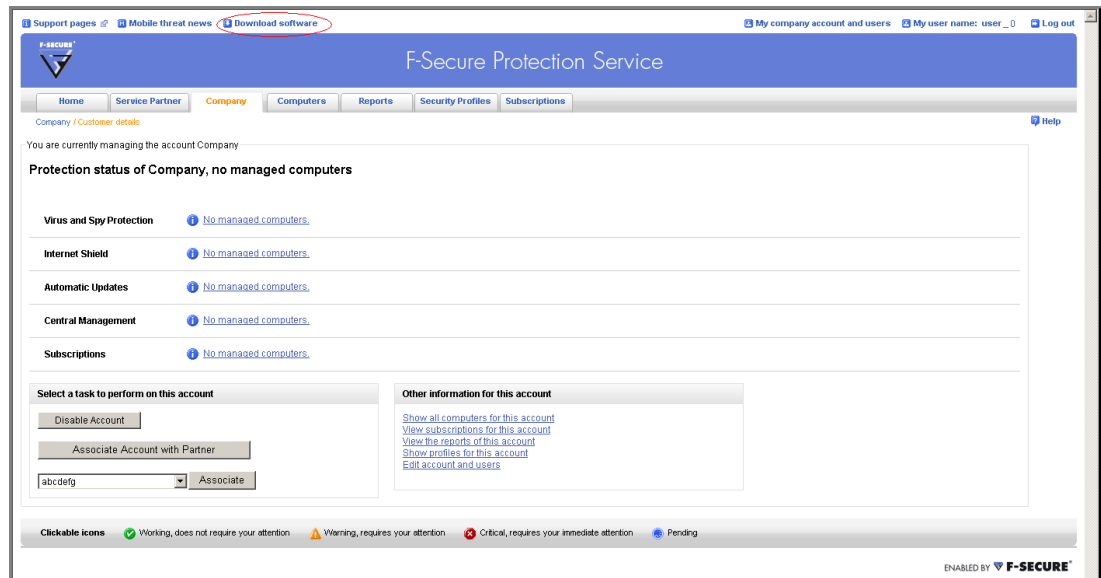 Support pages Mobile threat news Download software My company account and users My user name: user_0 Log out
F-SECURE
F-Secure Protection Service
Home Service Partner Company Computers Reports Security Profiles Subscriptions
Company / Customer details Help
You are currently managing the account Company
Protection status of Company, no managed computers
Virus and Spy Protection No managed computers.
Internet Shield No managed computers.
Automatic Updates No managed computers.
Central Management No managed computers.
Subscriptions No managed computers.
Select a task to perform on this account
Disable Account
Associate Account with Partner
abcdefg Associate
Other information for this account
Show all computers for this account
View subscriptions for this account
View the reports of this account
Show profiles for this account
Edit account and users
Clickable icons Working, does not require your attention Warning, requires your attention Critical, requires your immediate attention Pending
ENABLED BY F-SECURE